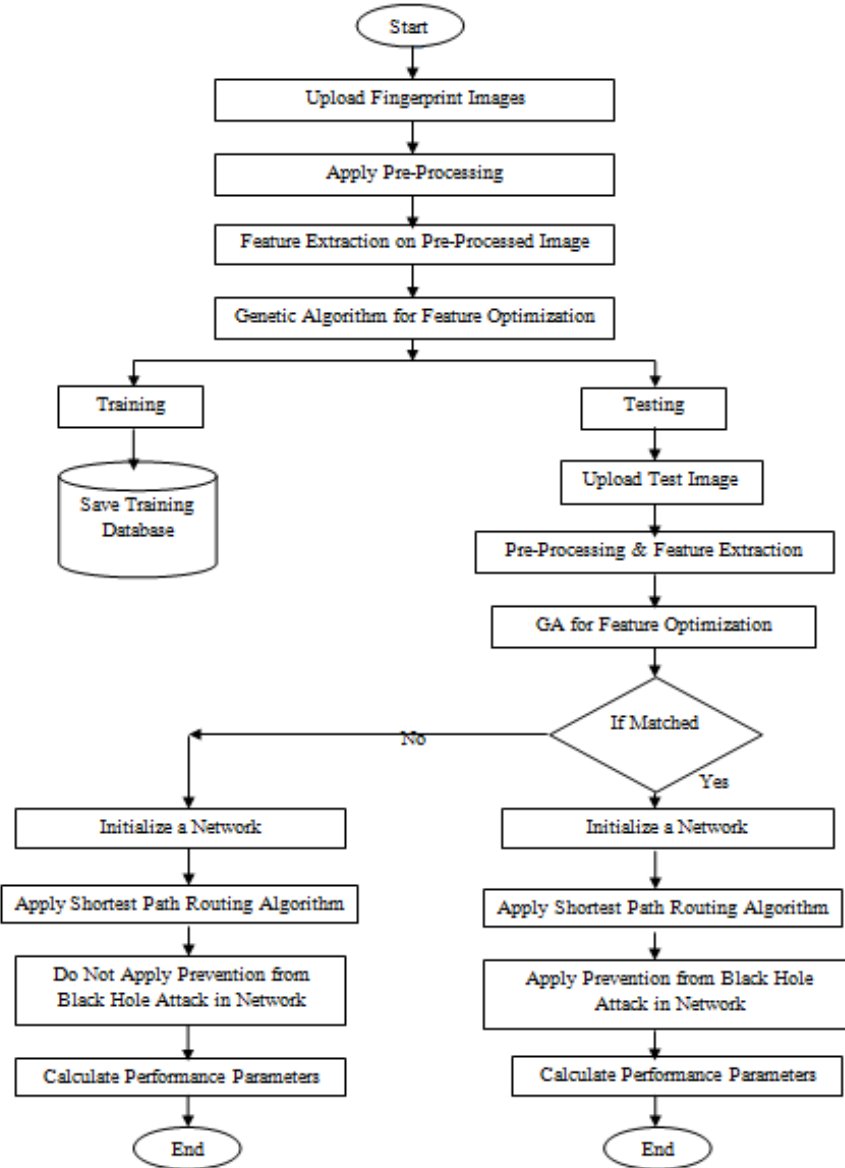 Start
Upload Fingerprint Images
Apply Pre-Processing
Feature Extraction on Pre-Processed Image
Genetic Algorithm for Feature Optimization
Training
Save Training
Database
Testing
Upload Test Image
Pre-Processing & Feature Extraction
GA for Feature Optimization
If Matched
No
Yes
Initialize a Network
Apply Shortest Path Routing Algorithm
Do Not Apply Prevention from
Black Hole Attack in Network
Calculate Performance Parameters
End
Initialize a Network
Apply Shortest Path Routing Algorithm
Apply Prevention from Black Hole
Attack in Network
Calculate Performance Parameters
End